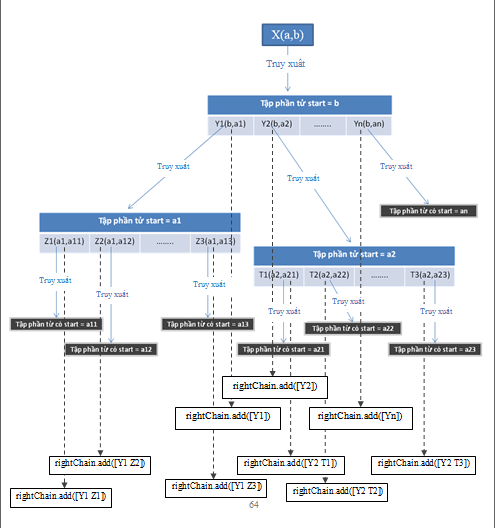 X(a,b)
Truy xuất
Tập phần tử start = b
Y1(b,a1) Y2(b,a2) ........ Yn(b,an)
Truy xuất
Truy xuất
Truy xuất
Tập phần tử có start = an
Tập phần tử start = a1
Z1(a1,a11) Z2(a1,a12) ........ Z3(a1,a13)
Tập phần tử start = a2
T1(a2,a21) T2(a2,a22) ........ T3(a2,a23)
Truy xuất
Truy xuất
Truy xuất
Truy xuất
Truy xuất
Truy xuất
Tập phần tử có start = a11
Tập phần tử có start = a13
Tập phần tử có start = a22
Tập phần tử có start = a12
Tập phần tử có start = a21
Tập phần tử có start = a23
rightChain.add([Y2])
rightChain.add([Y1])
rightChain.add([Yn])
rightChain.add([Y1 Z2])
rightChain.add([Y2 T1])
rightChain.add([Y2 T3])
rightChain.add([Y1 Z3])
rightChain.add([Y2 T2])
rightChain.add([Y1 Z1])
64